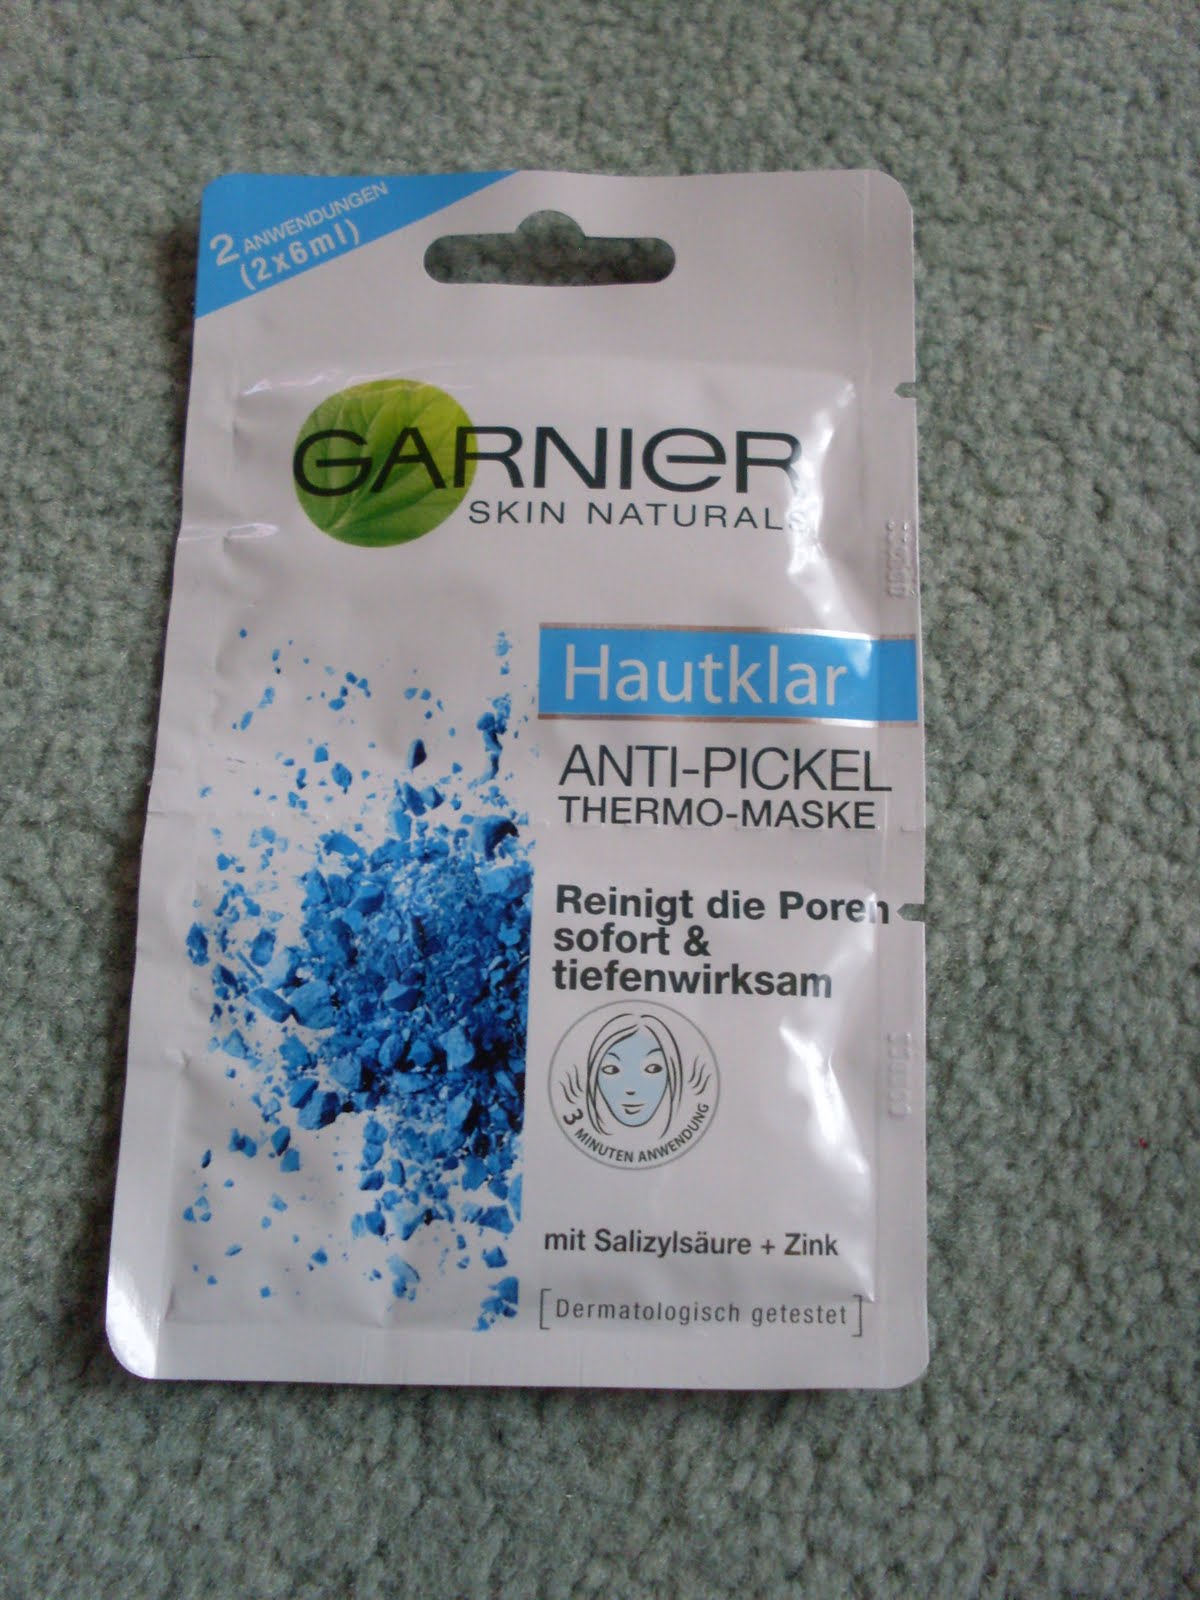 2 ANWENDUNGEN
(2x6ml)
GARNIER
SKIN NATURALS
Hautklar
ANTI-PICKEL
THERMO-MASKE
Reinigt die Poren
sofort &
tiefenwirksam
3 MINUTEN ANWENDUNG
mit Salizylsäure + Zink
[Dermatologisch getestet]